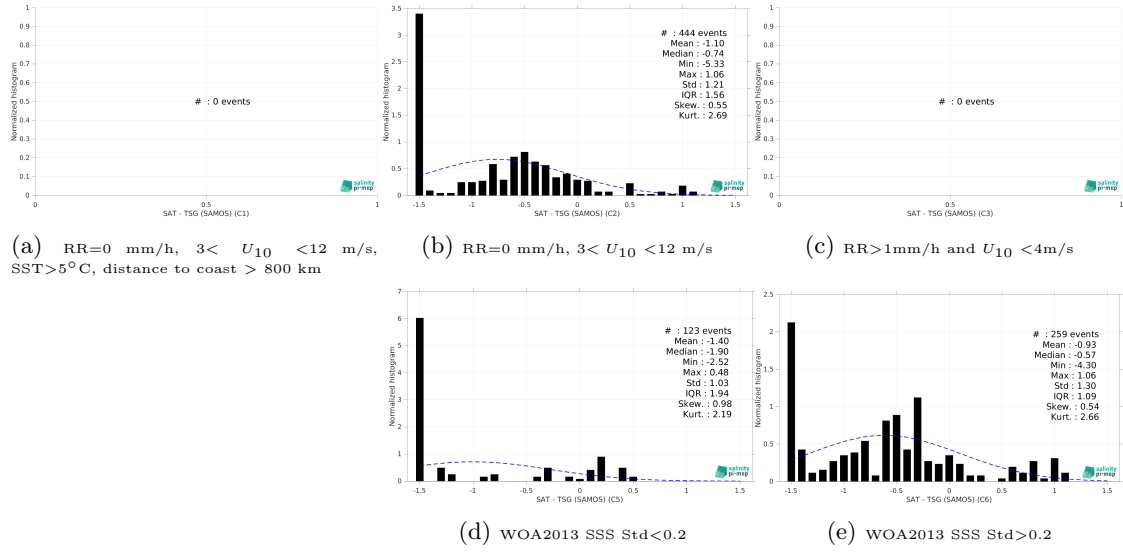 1
0.9
0.8
0.7
0.6
0.5
0.4
0.3
0.2
0.1
0
Normalized histogram
# : 0 events
salinity
pi-mep
0 0.5 1
SAT - TSG (SAMOS) (C1)
(a) RR=0 mm/h, 3< U10 <12 m/s,
SST>5°C, distance to coast > 800 km
3.5
3
2.5
2
1.5
1
0.5
0
Normalized histogram
# : 444 events
Mean : -1.10
Median : -0.74
Min : -5.33
Max : 1.06
Std : 1.21
IQR : 1.56
Skew. : 0.55
Kurt. : 2.69
salinity
pi-mep
-1.5 -1 -0.5 0 0.5 1 1.5
SAT - TSG (SAMOS) (C2)
(b) RR=0 mm/h, 3< U10 <12 m/s
1
0.9
0.8
0.7
0.6
0.5
0.4
0.3
0.2
0.1
0
Normalized histogram
# : 0 events
salinity
pi-mep
0 0.5 1
SAT - TSG (SAMOS) (C3)
(c) RR>1mm/h and U10 <4m/s
7
6
5
4
3
2
1
0
Normalized histogram
# : 123 events
Mean : -1.40
Median : -1.90
Min : -2.52
Max : 0.48
Std : 1.03
IQR : 1.94
Skew. : 0.98
Kurt. : 2.19
salinity
pi-mep
-1.5 -1 -0.5 0 0.5 1 1.5
SAT - TSG (SAMOS) (C5)
(d) WOA2013 SSS Std<0.2
2.5
2
1.5
1
0.5
0
Normalized histogram
# : 259 events
Mean : -0.93
Median : -0.57
Min : -4.30
Max : 1.06
Std : 1.30
IQR : 1.09
Skew. : 0.54
Kurt. : 2.66
salinity
pi-mep
-1.5 -1 -0.5 0 0.5 1 1.5
SAT - TSG (SAMOS) (C6)
(e) WOA2013 SSS Std>0.2